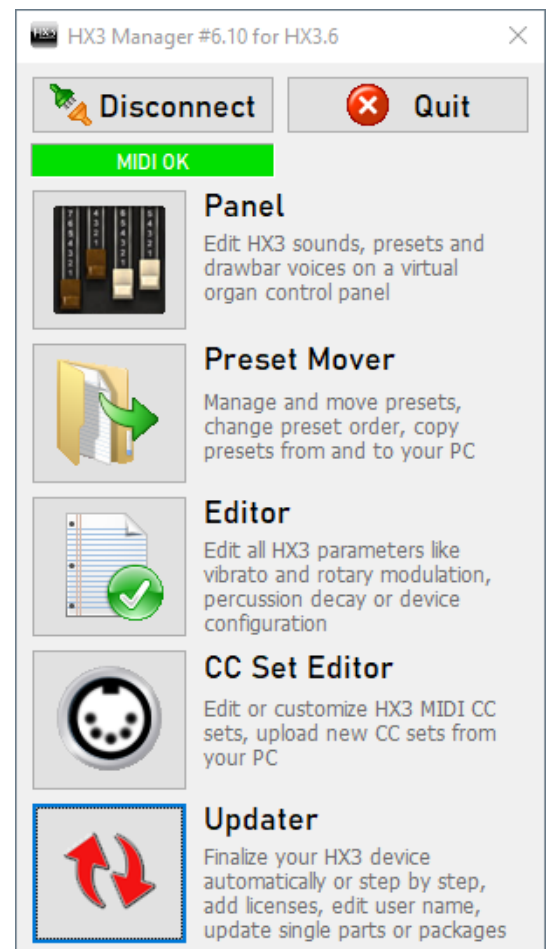 HX3 Manager #6.10 for HX3.6
Disconnect
Quit
MIDI OK
Panel
Edit HX3 sounds, presets and
drawbar voices on a virtual
organ control panel
Preset Mover
Manage and move presets,
change preset order, copy
presets from and to your PC
Editor
Edit all HX3 parameters like
vibrato and rotary modulation,
percussion decay or device
configuration
CC Set Editor
Edit or customize HX3 MIDI CC
sets, upload new CC sets from
your PC
Updater
Finalize your HX3 device
automatically or step by step,
add licenses, edit user name,
update single parts or packages